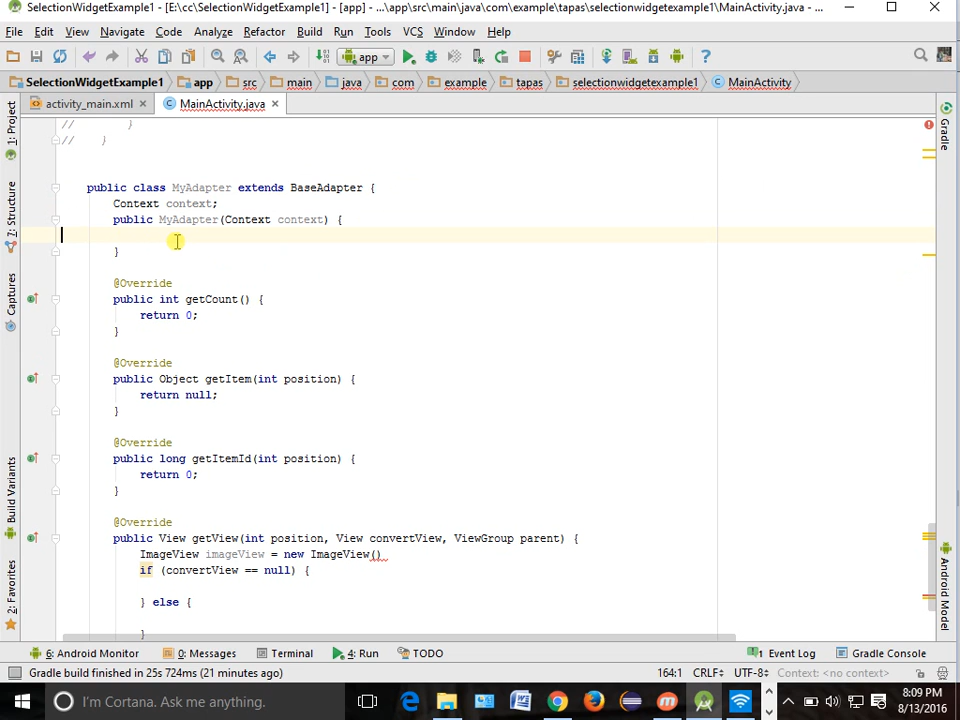 SelectionWidgetExample1 - [E:\cc\SelectionWidgetExample1] - [app] - ...\app\src\main\java\com\example\tapas\selectionwidgetexample1\MainActivity.java - ...
File Edit View Navigate Code Analyze Refactor Build Run Tools VCS Window Help
app
SelectionWidgetExample1 app src main java com example tapas selectionwidgetexample1 MainActivity
activity_main.xml MainActivity.java
1: Project
7: Structure
Captures
Build Variants
2: Favorites
Gradle
Android Model
// }
// }
public class MyAdapter extends BaseAdapter {
Context context;
public MyAdapter(Context context) {
}
@Override
public int getCount() {
return 0;
}
@Override
public Object getItem(int position) {
return null;
}
@Override
public long getItemId(int position) {
return 0;
}
@Override
public View getView(int position, View convertView, ViewGroup parent) {
ImageView imageView = new ImageView()
if (convertView == null) {
} else {
}
6: Android Monitor 0: Messages Terminal 4: Run TODO 1 Event Log Gradle Console
Gradle build finished in 25s 724ms (21 minutes ago) 164:1 CRLF UTF-8 Context: <no context>
I'm Cortana. Ask me anything.
8:09 PM
8/13/2016